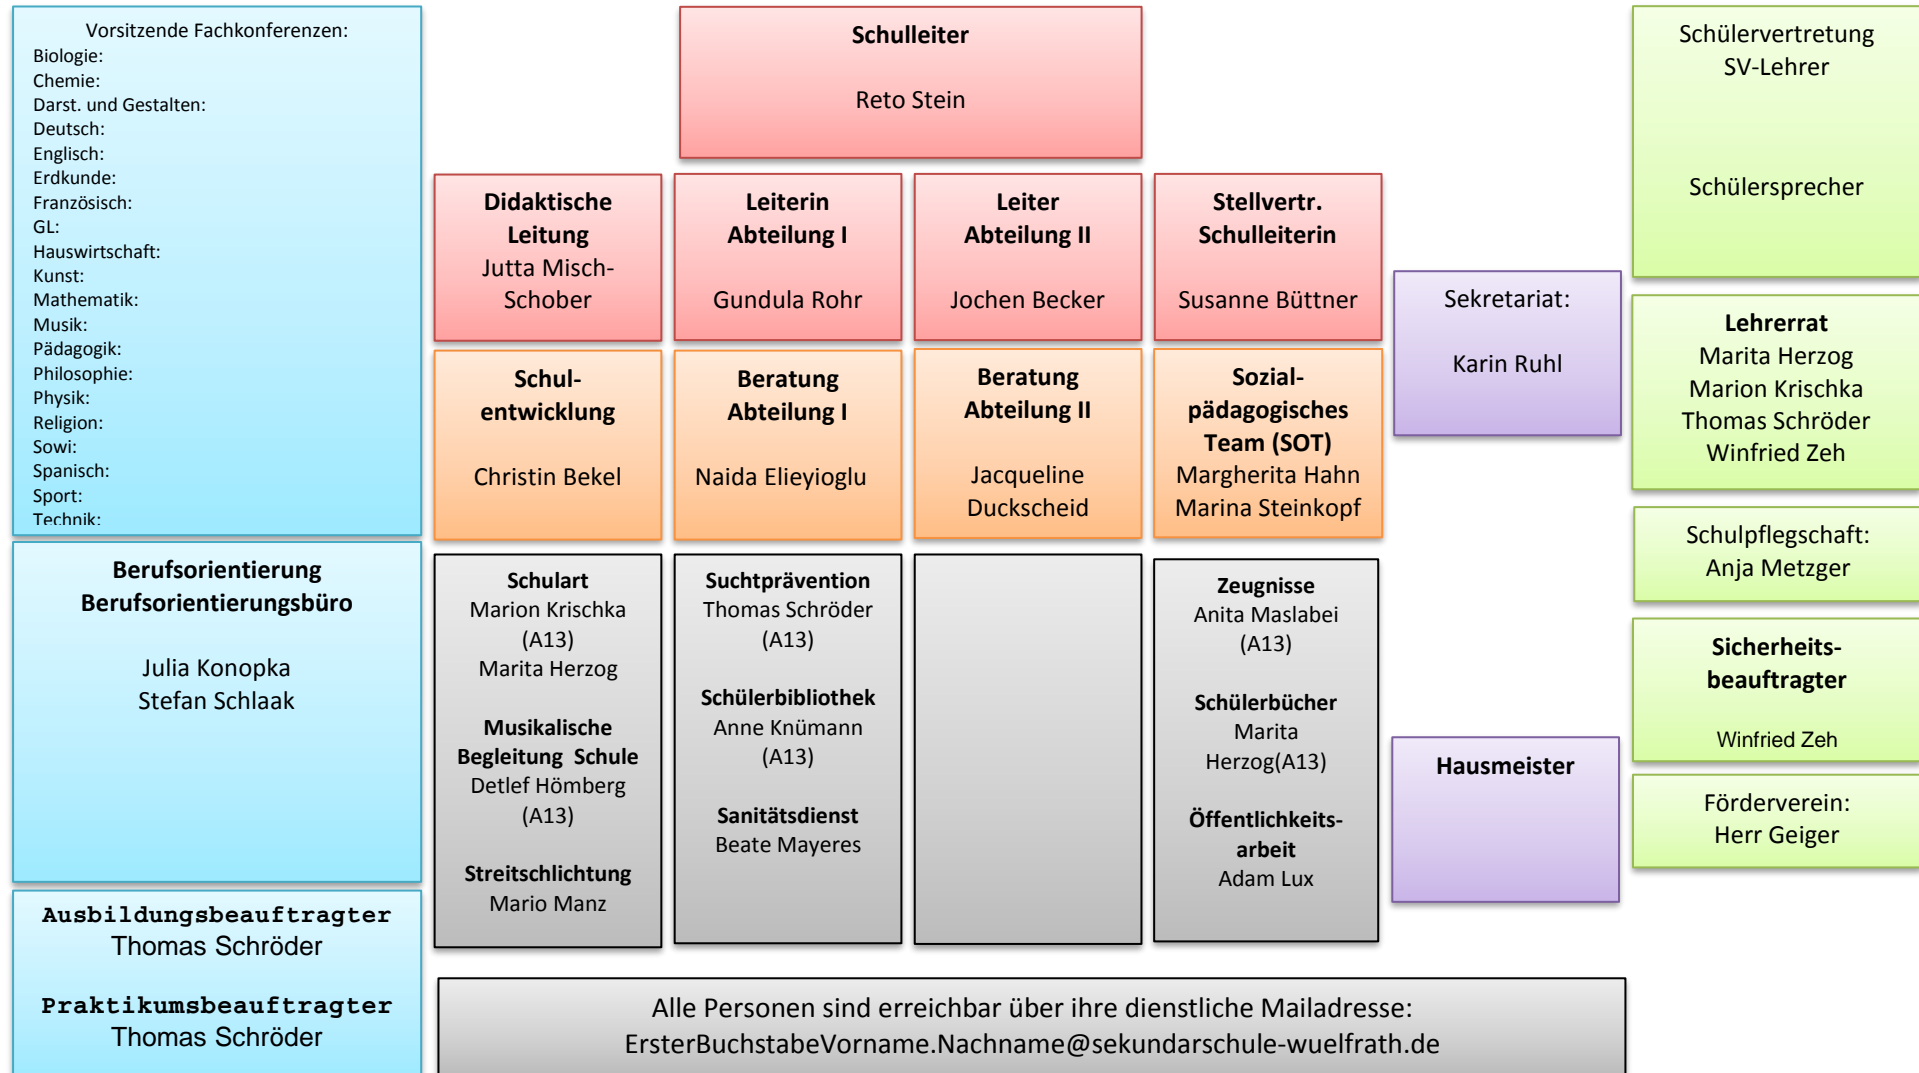 Vorsitzende Fachkonferenzen:
Biologie:
Chemie:
Darst. und Gestalten:
Deutsch:
Englisch:
Erdkunde:
Französisch:
GL:
Hauswirtschaft:
Kunst:
Mathematik:
Musik:
Pädagogik:
Philosophie:
Physik:
Religion:
Sowi:
Spanisch:
Sport:
Technik:
Berufsorientierung
Berufsorientierungsbüro
Julia Konopka
Stefan Schlaak
Ausbildungsbeauftragter
Thomas Schröder
Praktikumsbeauftragter
Thomas Schröder
Schulleiter
Reto Stein
Didaktische
Leitung
Jutta Misch-
Schober
Leiterin
Abteilung I
Gundula Rohr
Leiter
Abteilung II
Jochen Becker
Stellvertr.
Schulleiterin
Susanne Büttner
Schul-
entwicklung
Christin Bekel
Beratung
Abteilung I
Naida Elieyioglu
Beratung
Abteilung II
Jacqueline
Duckscheid
Sozial-
pädagogisches
Team (SOT)
Margherita Hahn
Marina Steinkopf
Schulart
Marion Krischka
(A13)
Marita Herzog
Musikalische
Begleitung  Schule
Detlef Hömberg
(A13)
Streitschlichtung
Mario Manz
Suchtprävention
Thomas Schröder
(A13)
Schülerbibliothek
Anne Knümann
(A13)
Sanitätsdienst
Beate Mayeres
Zeugnisse
Anita Maslabei
(A13)
Schülerbücher
Marita
Herzog(A13)
Öffentlichkeits-
arbeit
Adam Lux
Sekretariat:
Karin Ruhl
Hausmeister
Schülervertretung
SV-Lehrer
Schülersprecher
Lehrerrat
Marita Herzog
Marion Krischka
Thomas Schröder
Winfried Zeh
Schulpflegschaft:
Anja Metzger
Sicherheits-
beauftragter
Winfried Zeh
Förderverein:
Herr Geiger
Alle Personen sind erreichbar über ihre dienstliche Mailadresse:
ErsterBuchstabeVorname.Nachname@sekundarschule-wuelfrath.de